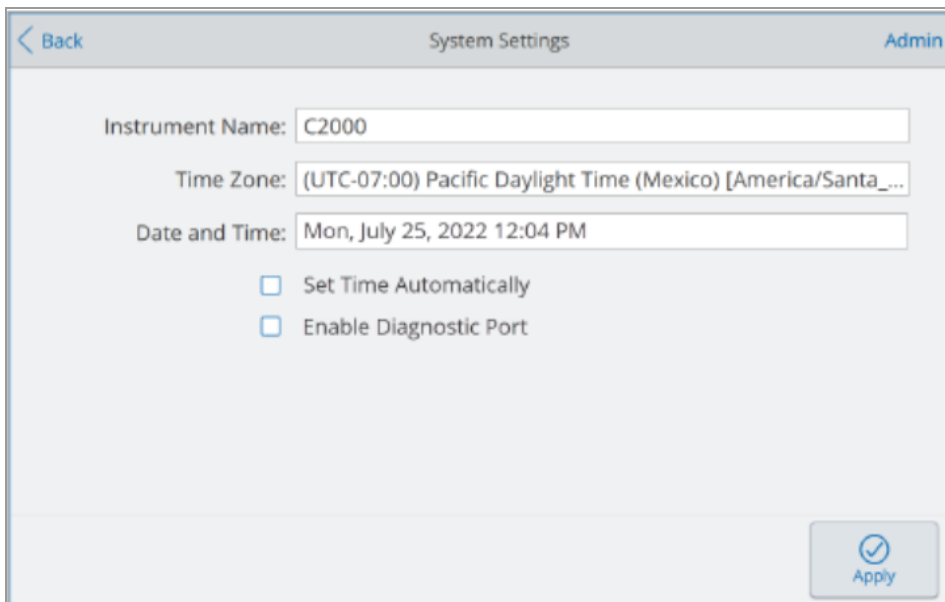 Back System Settings Admin
Instrument Name: C2000
Time Zone: (UTC-07:00) Pacific Daylight Time (Mexico) [America/Santa_...
Date and Time: Mon, July 25, 2022 12:04 PM
Set Time Automatically
Enable Diagnostic Port
Apply